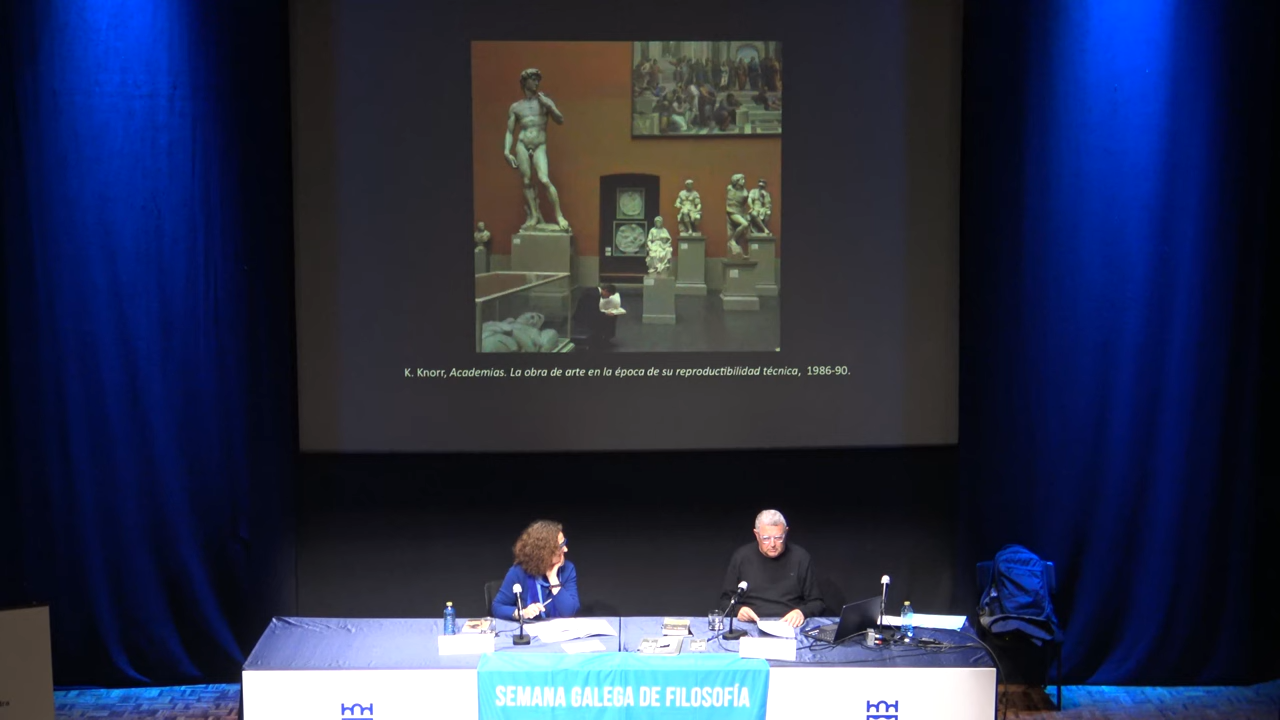 K. Knorr, Academias. La obra de arte en la época de su reproductibilidad técnica, 1986-90.
SEMANA GALEGA DE FILOSOFÍA